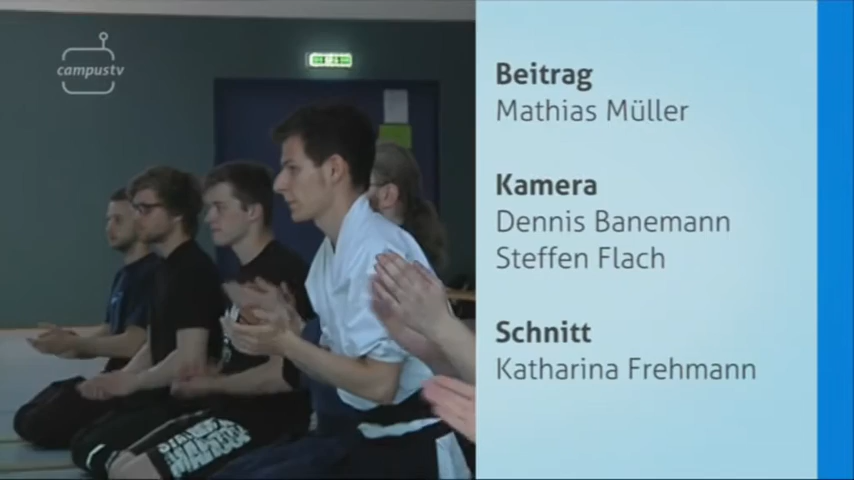 campustv
Beitrag
Mathias Müller
Kamera
Dennis Banemann
Steffen Flach
Schnitt
Katharina Frehmann